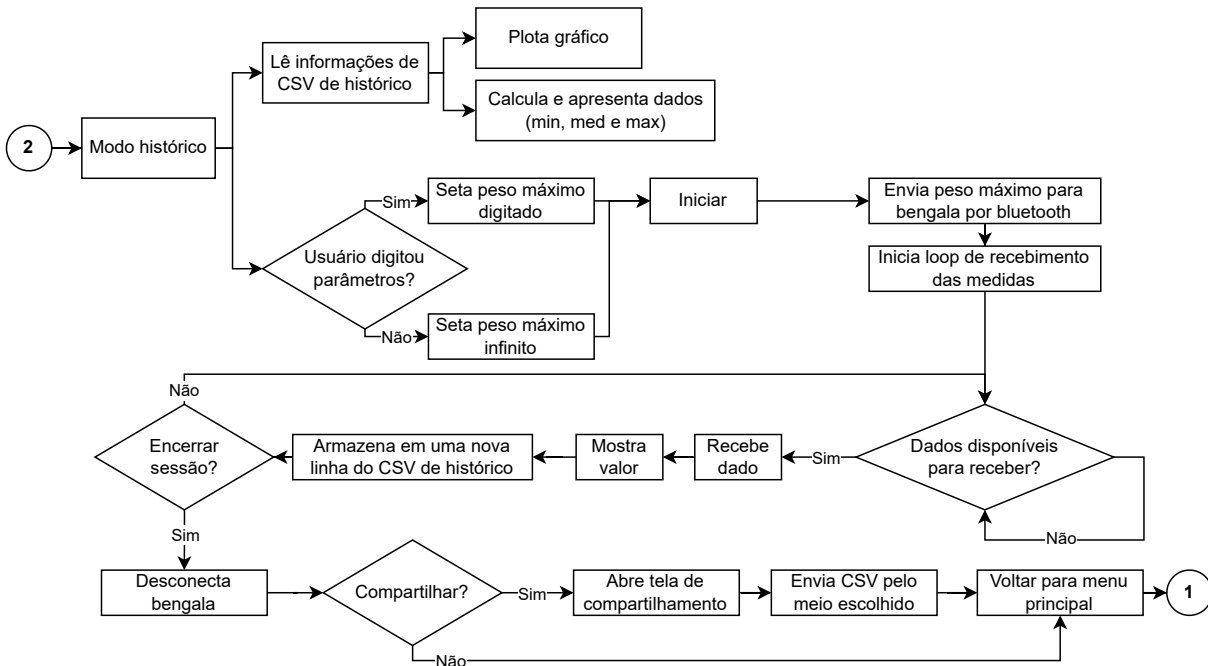 Plota gráfico
Lê informações de
CSV de histórico
Calcula e apresenta dados
(min, med e max)
2
Modo histórico
Sim
Seta peso máximo
digitado
Iniciar
Envia peso máximo para
bengala por bluetooth
Usuário digitou
parâmetros?
Inicia loop de recebimento
das medidas
Não
Seta peso máximo
infinito
Não
Encerrar
sessão?
Armazena em uma nova
linha do CSV de histórico
Mostra
valor
Recebe
dado
Sim
Dados disponíveis
para receber?
Não
Sim
Desconecta
bengala
Compartilhar?
Sim
Abre tela de
compartilhamento
Envia CSV pelo
meio escolhido
Voltar para menu
principal
1
Não